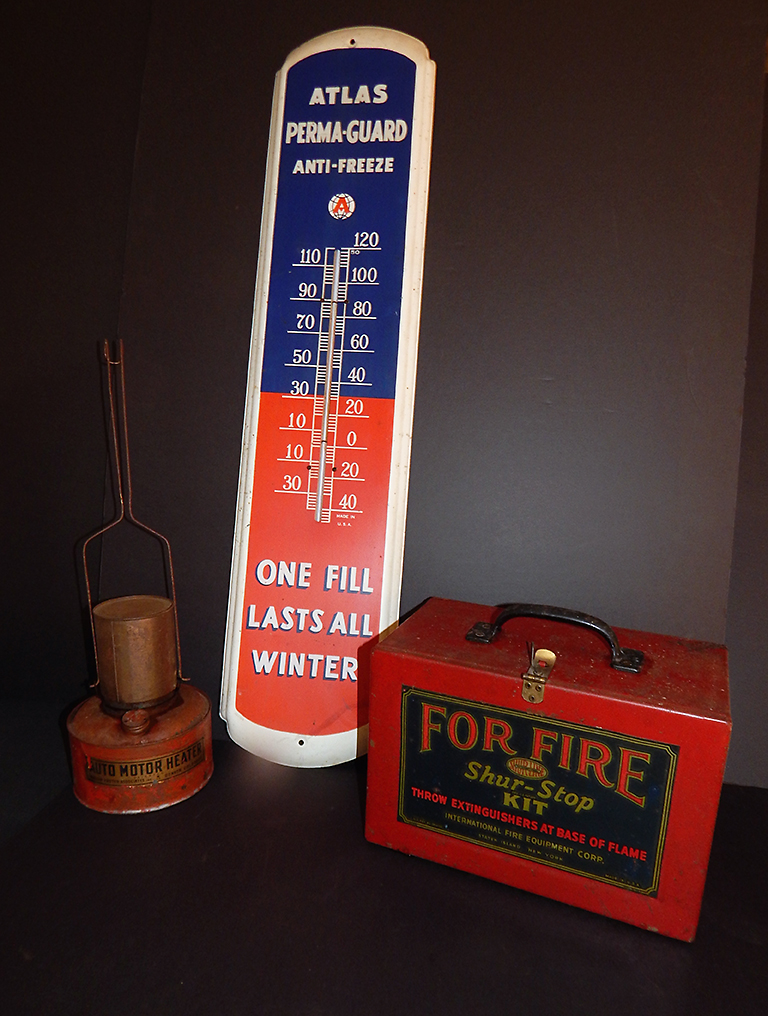 ATLAS
PERMA-GUARD
ANTI-FREEZE
A
120
110
100
90
80
70
60
50
40
30
20
10
0
10
20
30
40
MADE IN
U.S.A.
ONE FILL
LASTS ALL
WINTER
AUTO MOTOR HEATER
FOR FIRE
Shur-Stop
KIT
THROW EXTINGUISHERS AT BASE OF FLAME
INTERNATIONAL FIRE EQUIPMENT CORP.
STATEN ISLAND, NEW YORK